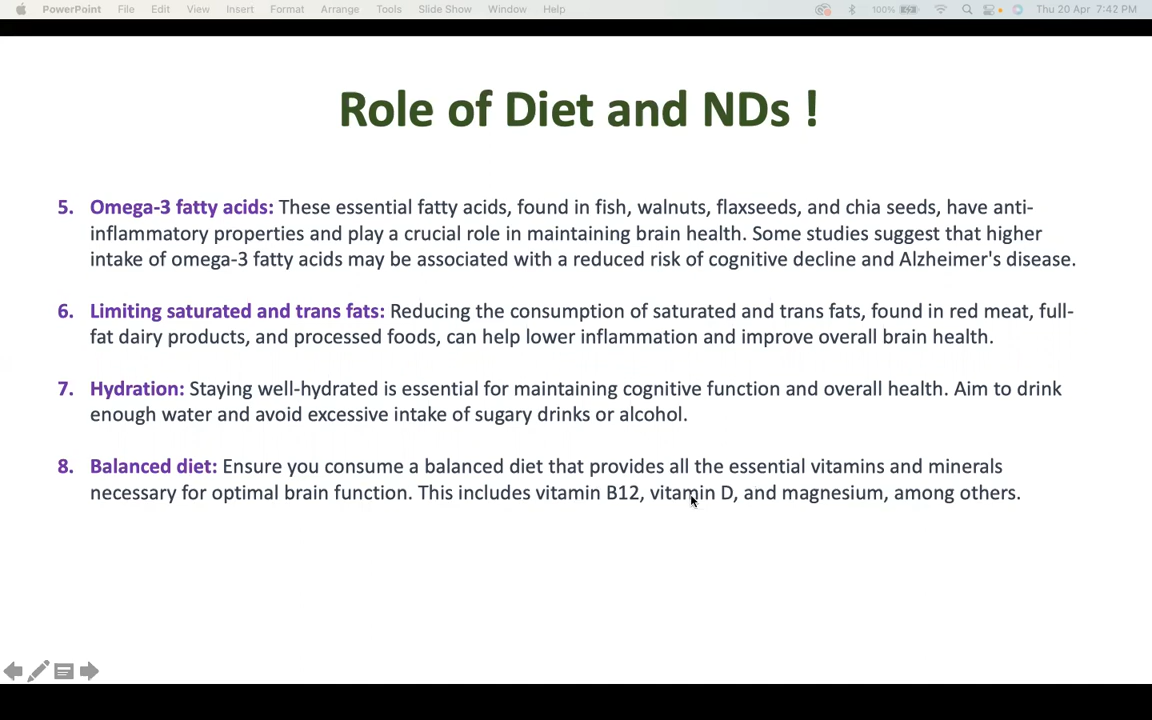 PowerPoint File Edit View Insert Format Arrange Tools Slide Show Window Help 100% Thu 20 Apr 7:42 PM
Role of Diet and NDs !
5. Omega-3 fatty acids: These essential fatty acids, found in fish, walnuts, flaxseeds, and chia seeds, have anti-
inflammatory properties and play a crucial role in maintaining brain health. Some studies suggest that higher
intake of omega-3 fatty acids may be associated with a reduced risk of cognitive decline and Alzheimer's disease.
6. Limiting saturated and trans fats: Reducing the consumption of saturated and trans fats, found in red meat, full-
fat dairy products, and processed foods, can help lower inflammation and improve overall brain health.
7. Hydration: Staying well-hydrated is essential for maintaining cognitive function and overall health. Aim to drink
enough water and avoid excessive intake of sugary drinks or alcohol.
8. Balanced diet: Ensure you consume a balanced diet that provides all the essential vitamins and minerals
necessary for optimal brain function. This includes vitamin B12, vitamin D, and magnesium, among others.